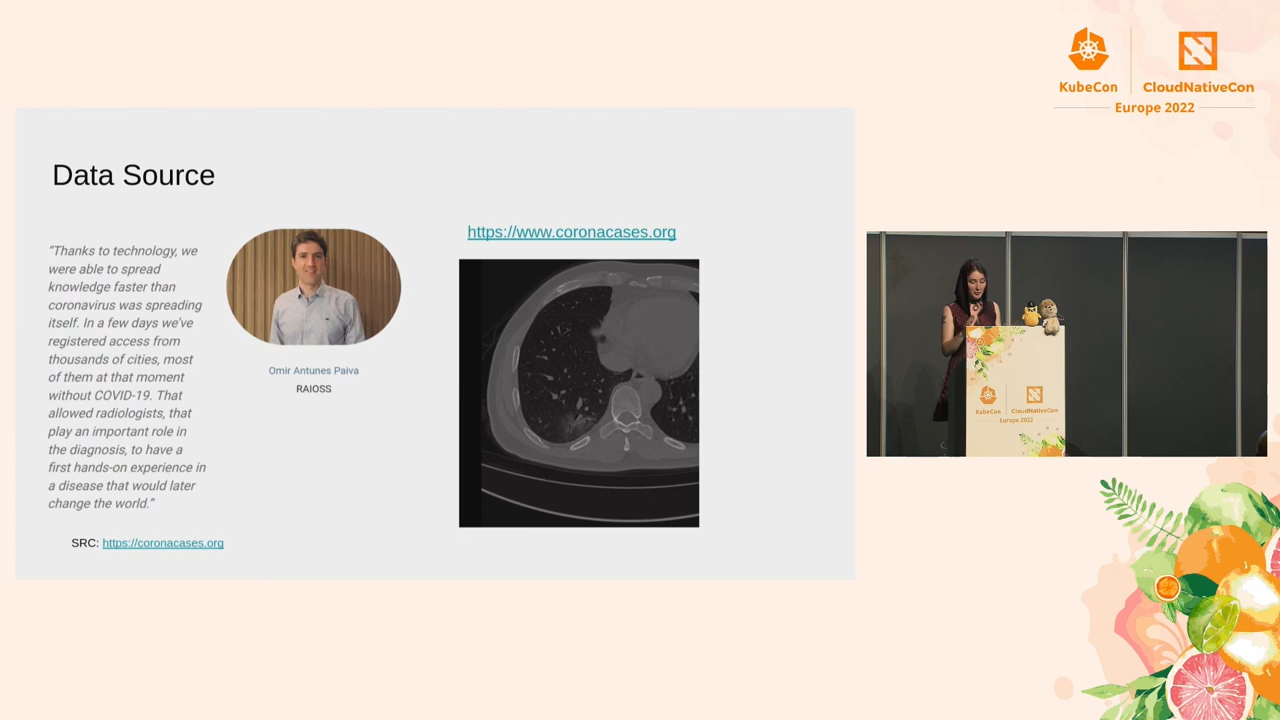 KubeCon
CloudNativeCon
Europe 2022
Data Source
“Thanks to technology, we
were able to spread
knowledge faster than
coronavirus was spreading
itself. In a few days we've
registered access from
thousands of cities, most
of them at that moment
without COVID-19. That
allowed radiologists, that
play an important role in
the diagnosis, to have a
first hands-on experience in
a disease that would later
change the world.”
Omir Antunes Paiva
RAIOSS
https://www.coronacases.org
SRC: https://coronacases.org
KubeCon
CloudNativeCon
Europe 2022